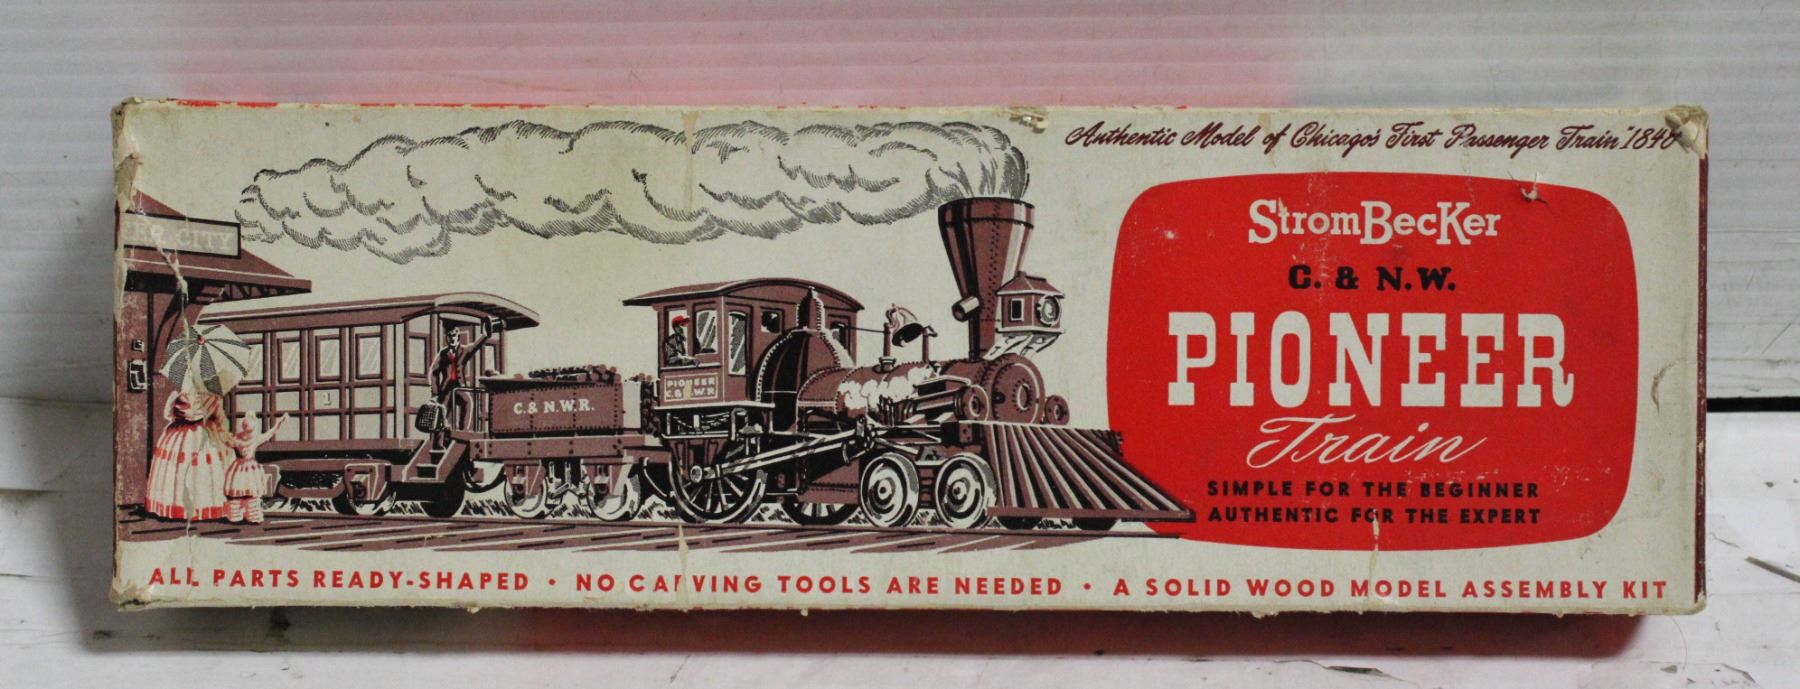 Authentic Model of Chicago's First Passenger Train "1848
StromBecKer
C. & N.W.
PIONEER
Train
SIMPLE FOR THE BEGINNER
AUTHENTIC FOR THE EXPERT
CITY
1
C. & N.W.R.
PIONEER
C.& .W.R
ALL PARTS READY-SHAPED • NO CARVING TOOLS ARE NEEDED • A SOLID WOOD MODEL ASSEMBLY KIT